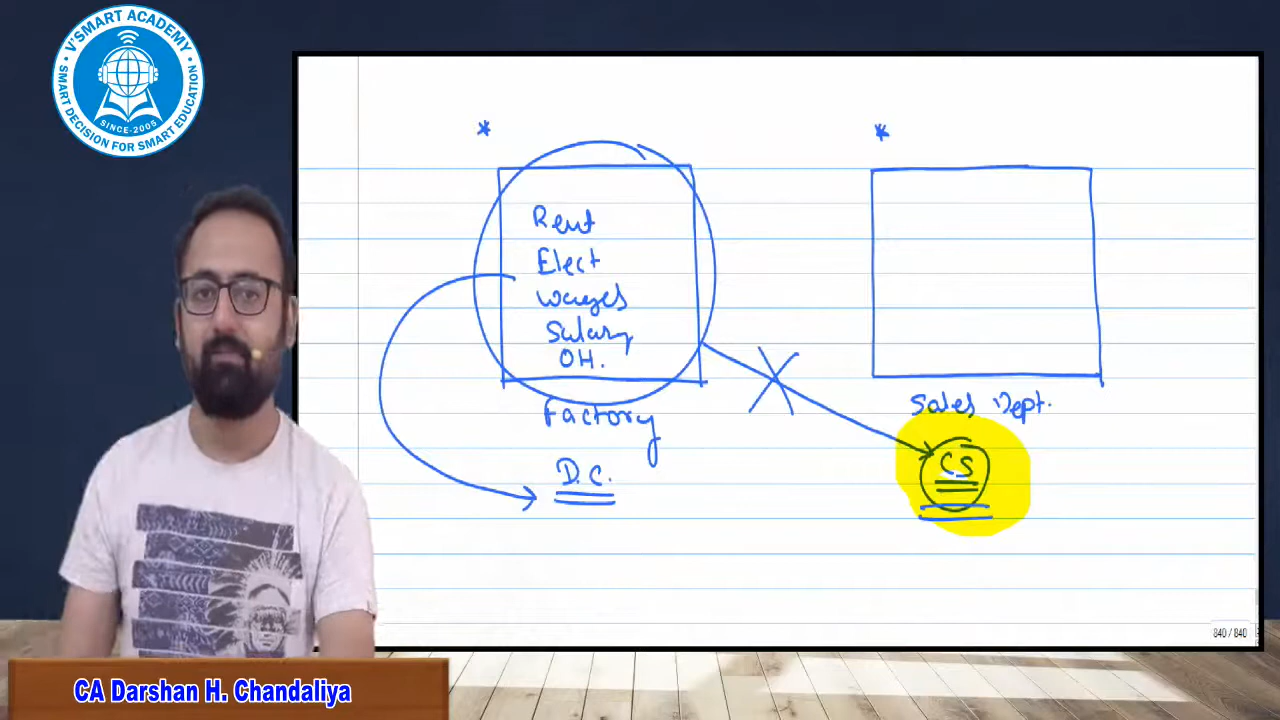 V'SMART ACADEMY
SMART DECISION FOR SMART EDUCATION
SINCE-2005
*
*
Rent
Elect
Wages
Salary
OH.
Factory
Sales Dept.
D.C.
CS
840 / 840
CA Darshan H. Chandaliya